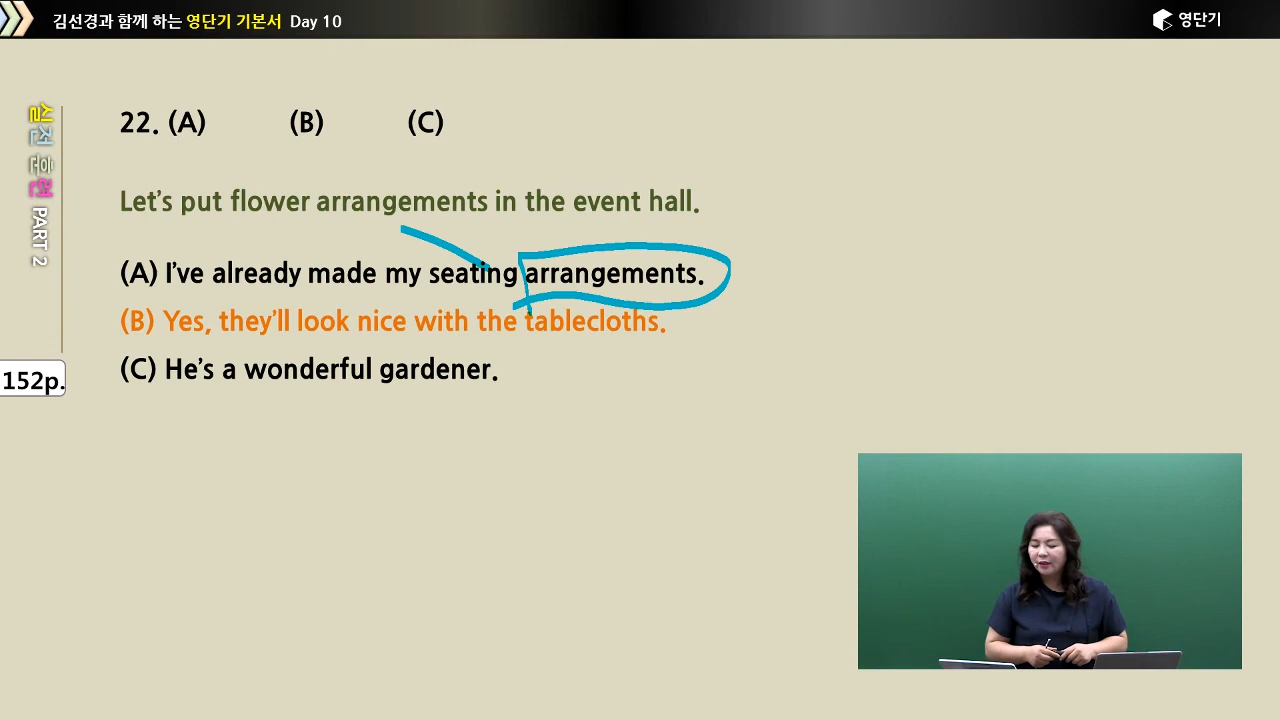 김선경과 함께 하는 영단기 기본서 Day 10
영단기
실전 훈련 PART 2
22. (A) (B) (C)
Let's put flower arrangements in the event hall.
(A) I've already made my seating arrangements.
(B) Yes, they'll look nice with the tablecloths.
(C) He's a wonderful gardener.
152p.